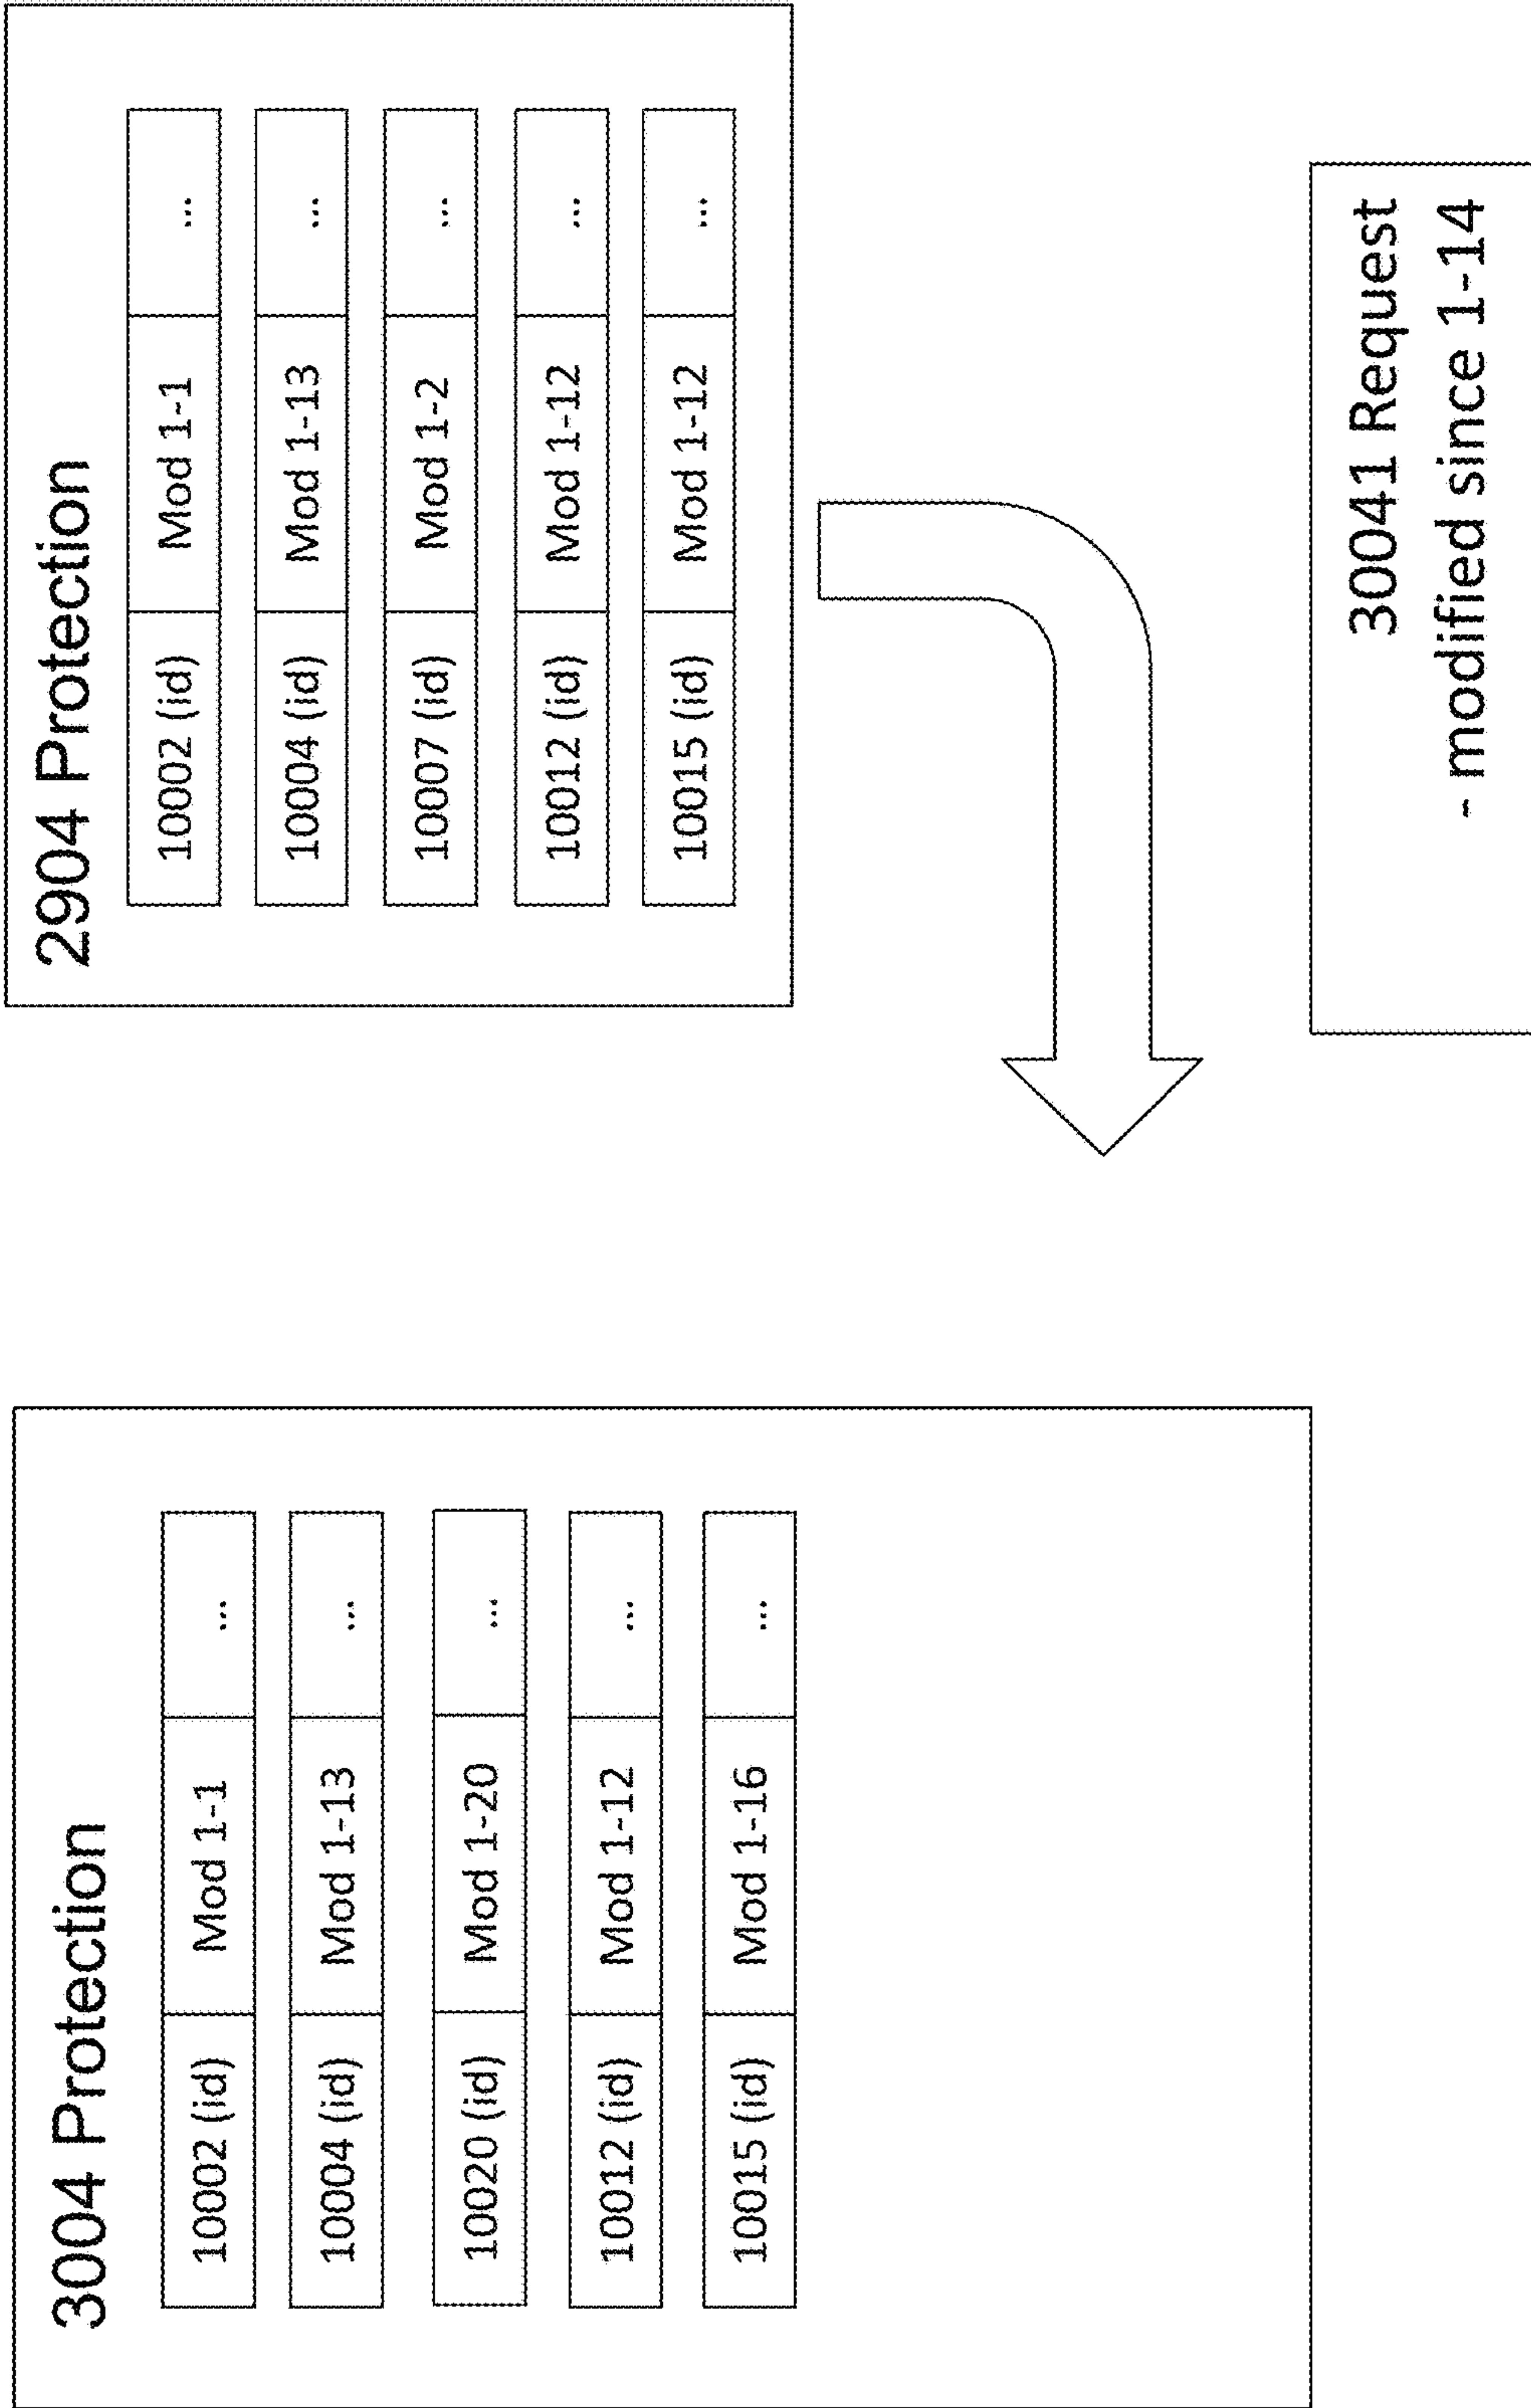 3004 Protection
10002 (id) Mod 1-1 ...
10004 (id) Mod 1-13 ...
10020 (id) Mod 1-20 ...
10012 (id) Mod 1-12 ...
10015 (id) Mod 1-16 ...
2904 Protection
10002 (id) Mod 1-1 ...
10004 (id) Mod 1-13 ...
10007 (id) Mod 1-2 ...
10012 (id) Mod 1-12 ...
10015 (id) Mod 1-12 ...
30041 Request
- modified since 1-14